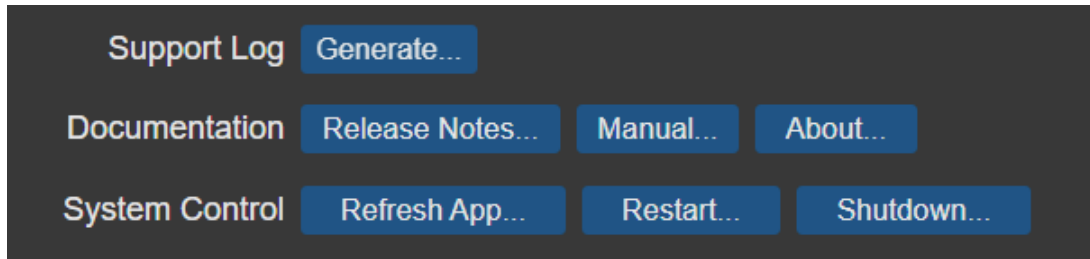 Support Log Generate...
Documentation Release Notes... Manual... About...
System Control Refresh App... Restart... Shutdown...